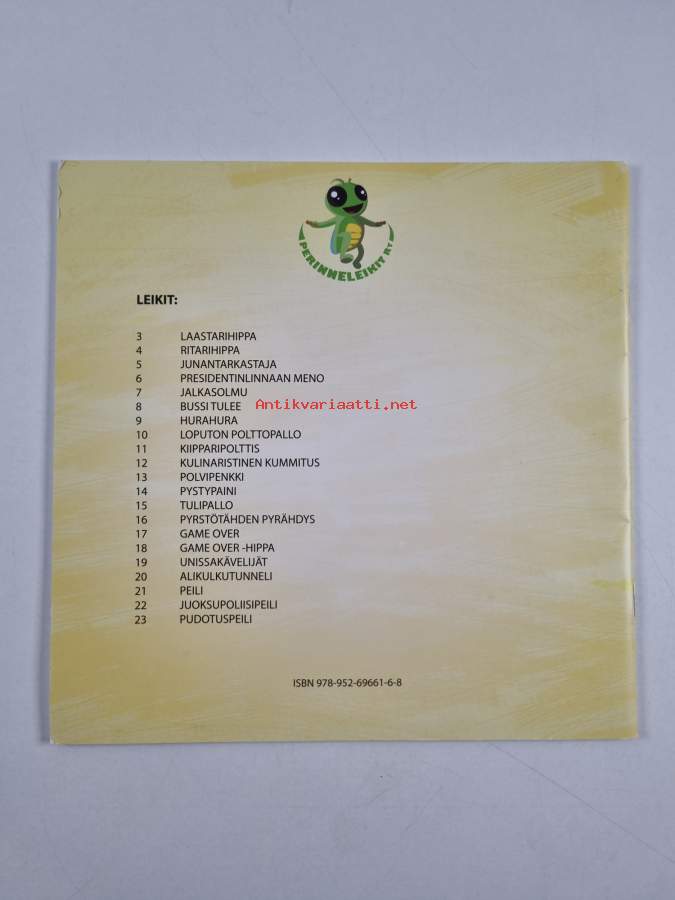 PERINNELEIKIT RY
LEIKIT:
3 LAASTARIHIPPA
4 RITARIHIPPA
5 JUNANTARKASTAJA
6 PRESIDENTINLINNAAN MENO
7 JALKASOLMU
8 BUSSI TULEE
Antikvariaatti.net
9 HURAHURA
10 LOPUTON POLTTOPALLO
11 KIIPPARIPOLTTIS
12 KULINARISTINEN KUMMITUS
13 POLVIPENKKI
14 PYSTYPAINI
15 TULIPALLO
16 PYRSTÖTÄHDEN PYRÄHDYS
17 GAME OVER
18 GAME OVER -HIPPA
19 UNISSAKÄVELIJÄT
20 ALIKULKUTUNNELI
21 PEILI
22 JUOKSUPOLIISIPEILI
23 PUDOTUSPEILI
ISBN 978-952-69661-6-8